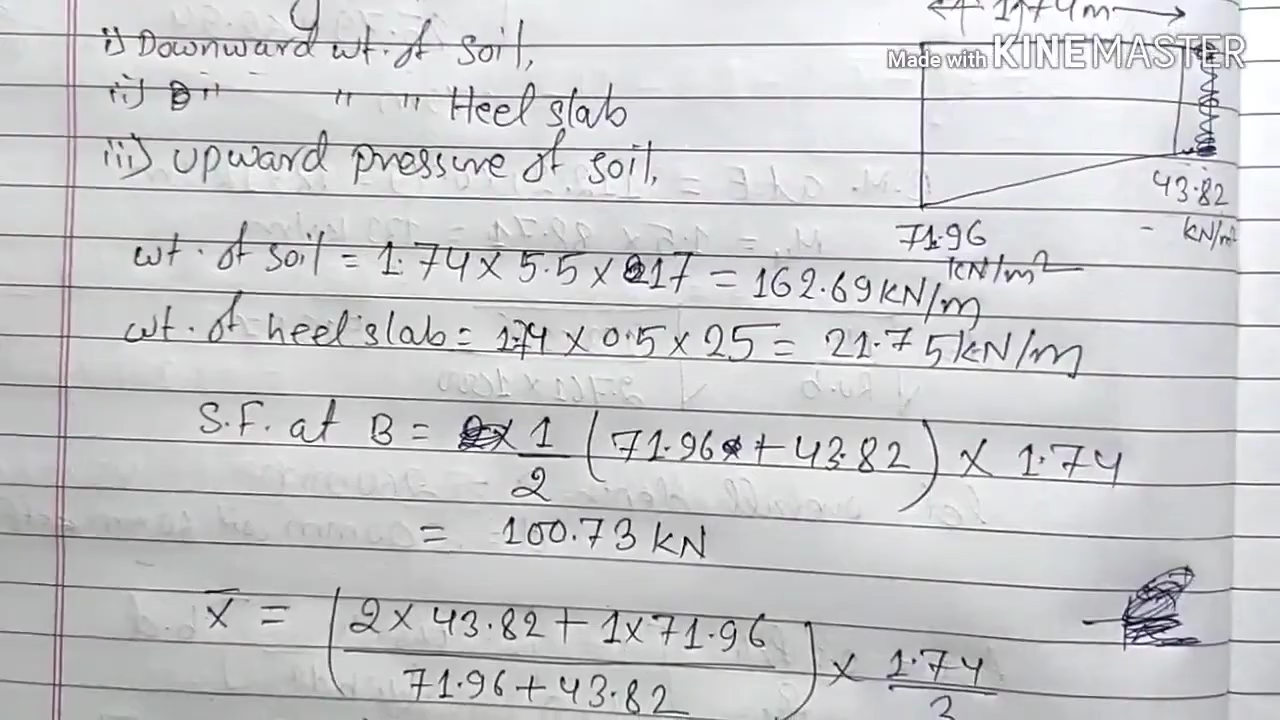 1.74m
Made with KINEMASTER
i) Downward wt. of soil,
ii) " " " Heel slab
iii) Upward pressure of soil,
43.82
kN/m²
71.96
kN/m²
wt. of soil = 1.74 x 5.5 x 17 = 162.69 kN/m
wt. of heel slab = 1.74 x 0.5 x 25 = 21.75 kN/m
S.F. at B = 1/2 (71.96 + 43.82) x 1.74
= 100.73 kN
x̄ = (2 x 43.82 + 1 x 71.96 / 71.96 + 43.82) x 1.74/3